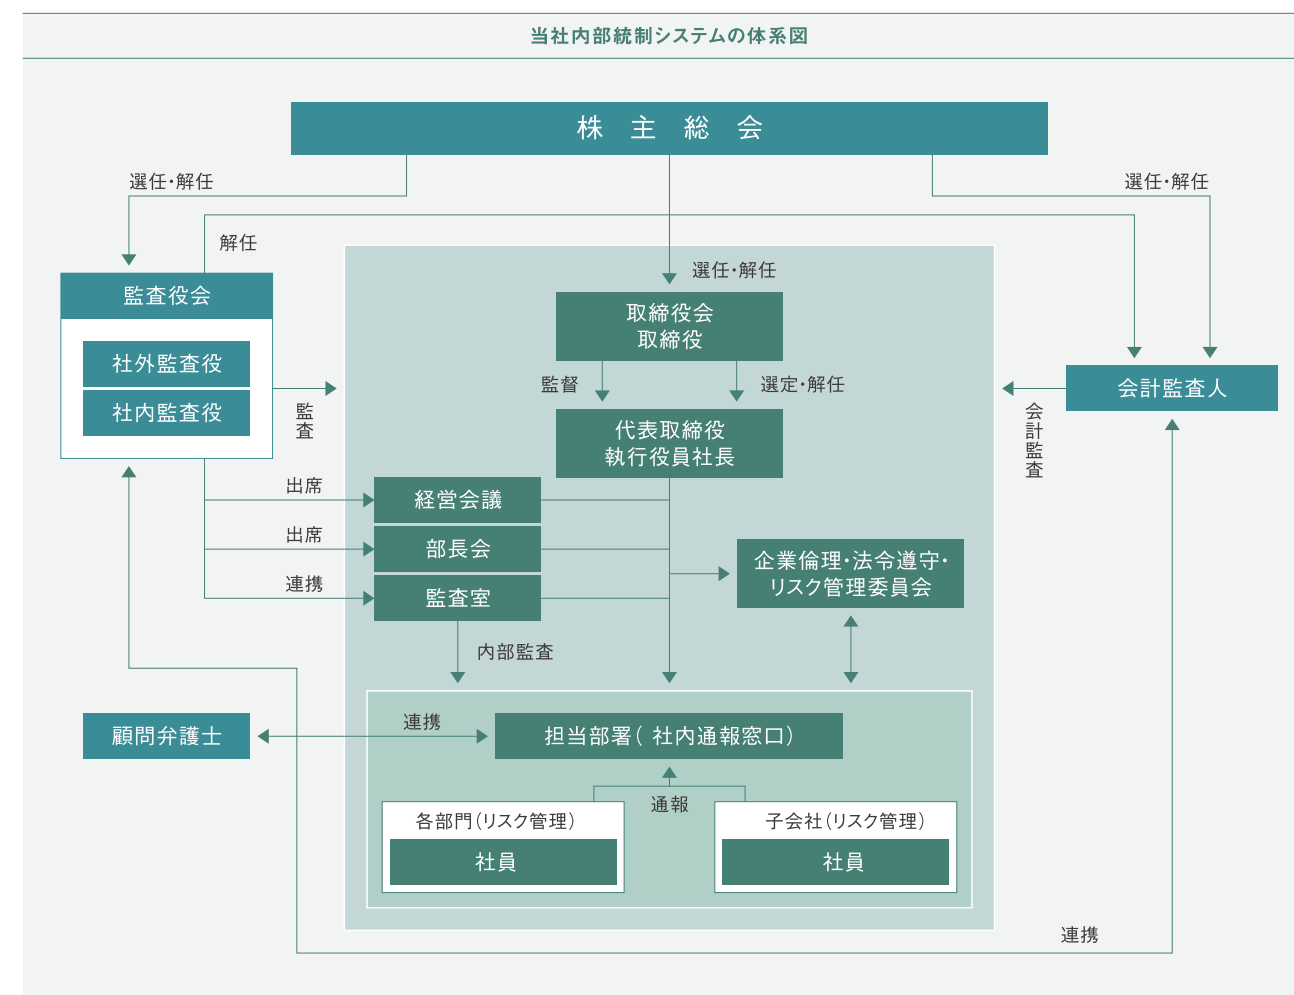 当社内部統制システムの体系図
株主総会
選任・解任
選任・解任
解任
選任・解任
監査役会
社外監査役
社内監査役
取締役会
取締役
監督
選定・解任
会計監査人
監査
会計監査
代表取締役
執行役員社長
出席
経営会議
出席
部長会
連携
監査室
企業倫理・法令遵守・
リスク管理委員会
内部監査
顧問弁護士
連携
担当部署(社内通報窓口)
通報
各部門(リスク管理)
社員
子会社(リスク管理)
社員
連携